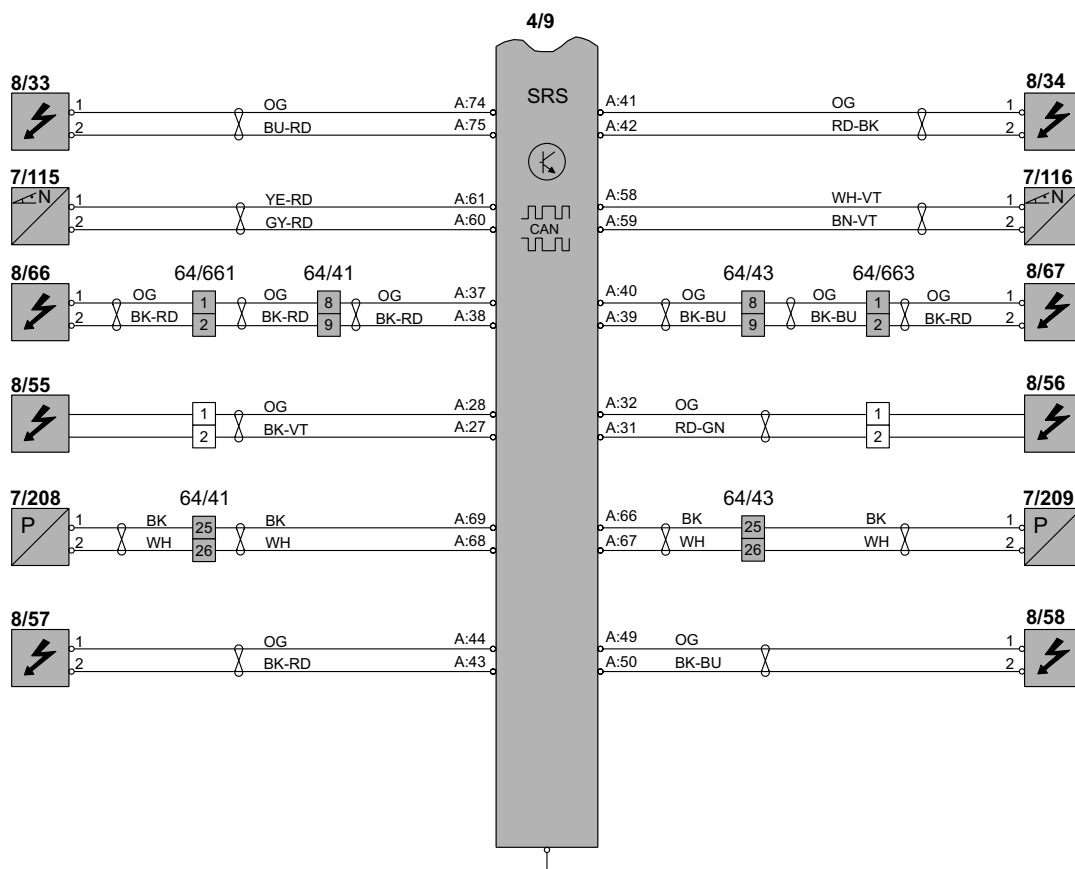 4/9
SRS
CAN
8/33
1 OG A:74
2 BU-RD A:75
8/34
A:41 OG 1
A:42 RD-BK 2
7/115
N
1 YE-RD A:61
2 GY-RD A:60
7/116
N
A:58 WH-VT 1
A:59 BN-VT 2
8/66 64/661 64/41
1 OG 1 OG 8 OG A:37
2 BK-RD 2 BK-RD 9 BK-RD A:38
64/43 64/663 8/67
A:40 OG 8 OG 1 OG 1
A:39 BK-BU 9 BK-BU 2 BK-RD 2
8/55
1 OG A:28
2 BK-VT A:27
8/56
A:32 OG 1
A:31 RD-GN 2
7/208 64/41
P
1 BK 25 BK A:69
2 WH 26 WH A:68
64/43 7/209
P
A:66 BK 25 BK 1
A:67 WH 26 WH 2
8/57
1 OG A:44
2 BK-RD A:43
8/58
A:49 OG 1
A:50 BK-BU 2